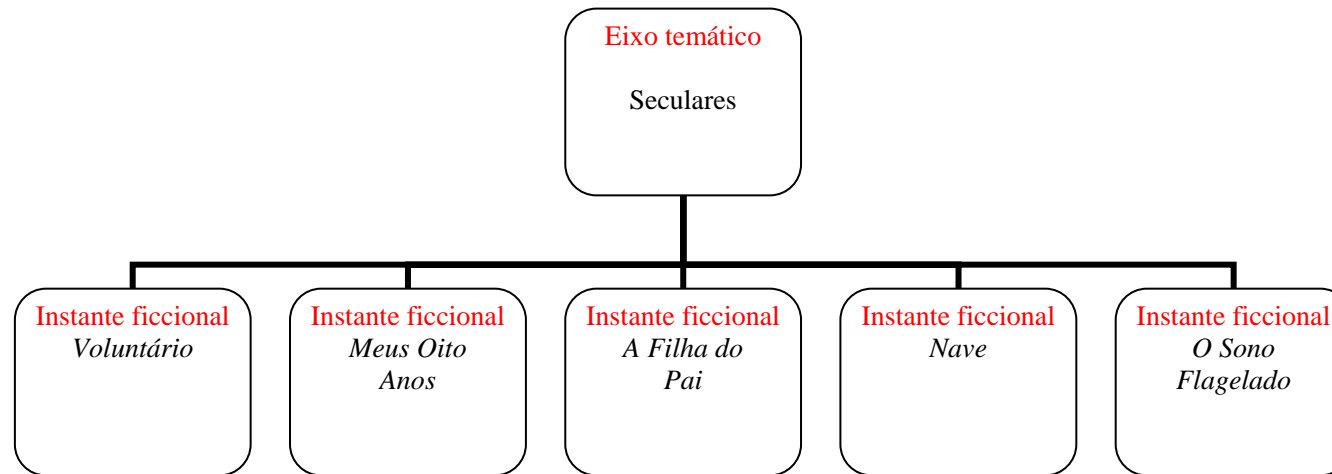 Eixo temático
Seculares
Instante ficcional
Voluntário
Instante ficcional
Meus Oito
Anos
Instante ficcional
A Filha do
Pai
Instante ficcional
Nave
Instante ficcional
O Sono
Flagelado